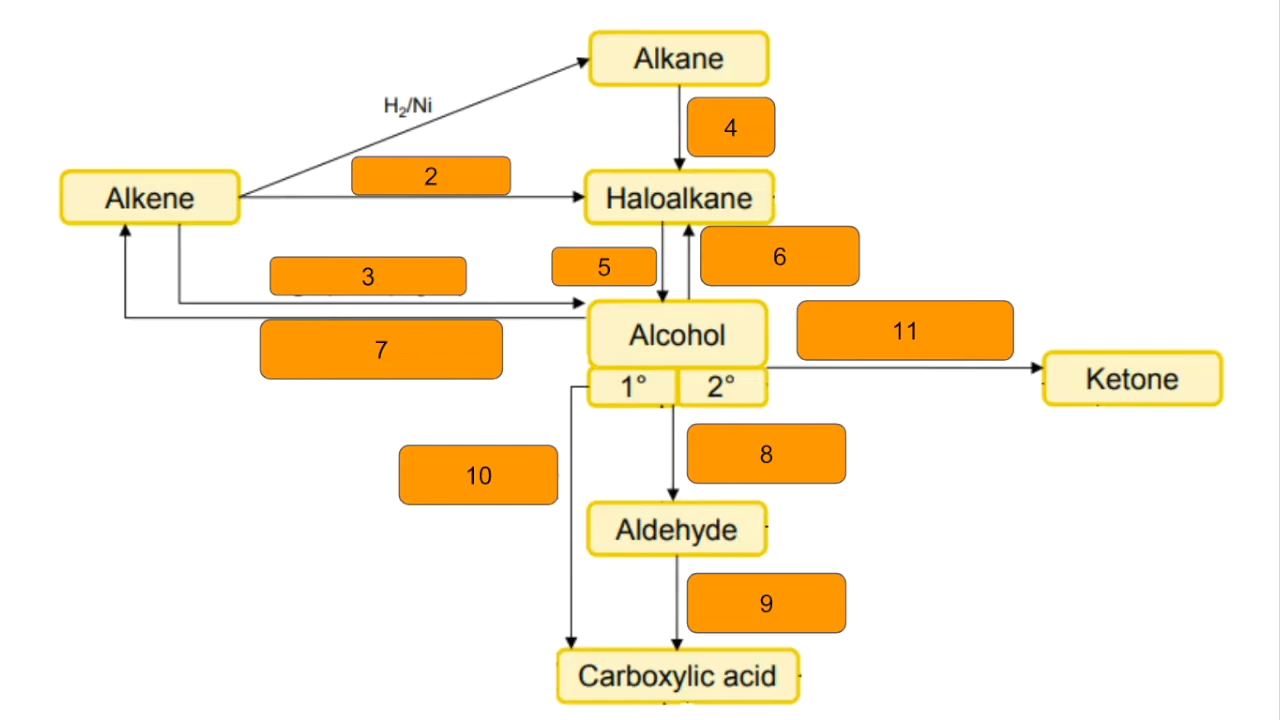 Alkane
H₂/Ni
4
2
Alkene
Haloalkane
3
5
6
7
Alcohol
11
1° 2°
Ketone
10
8
Aldehyde
9
Carboxylic acid